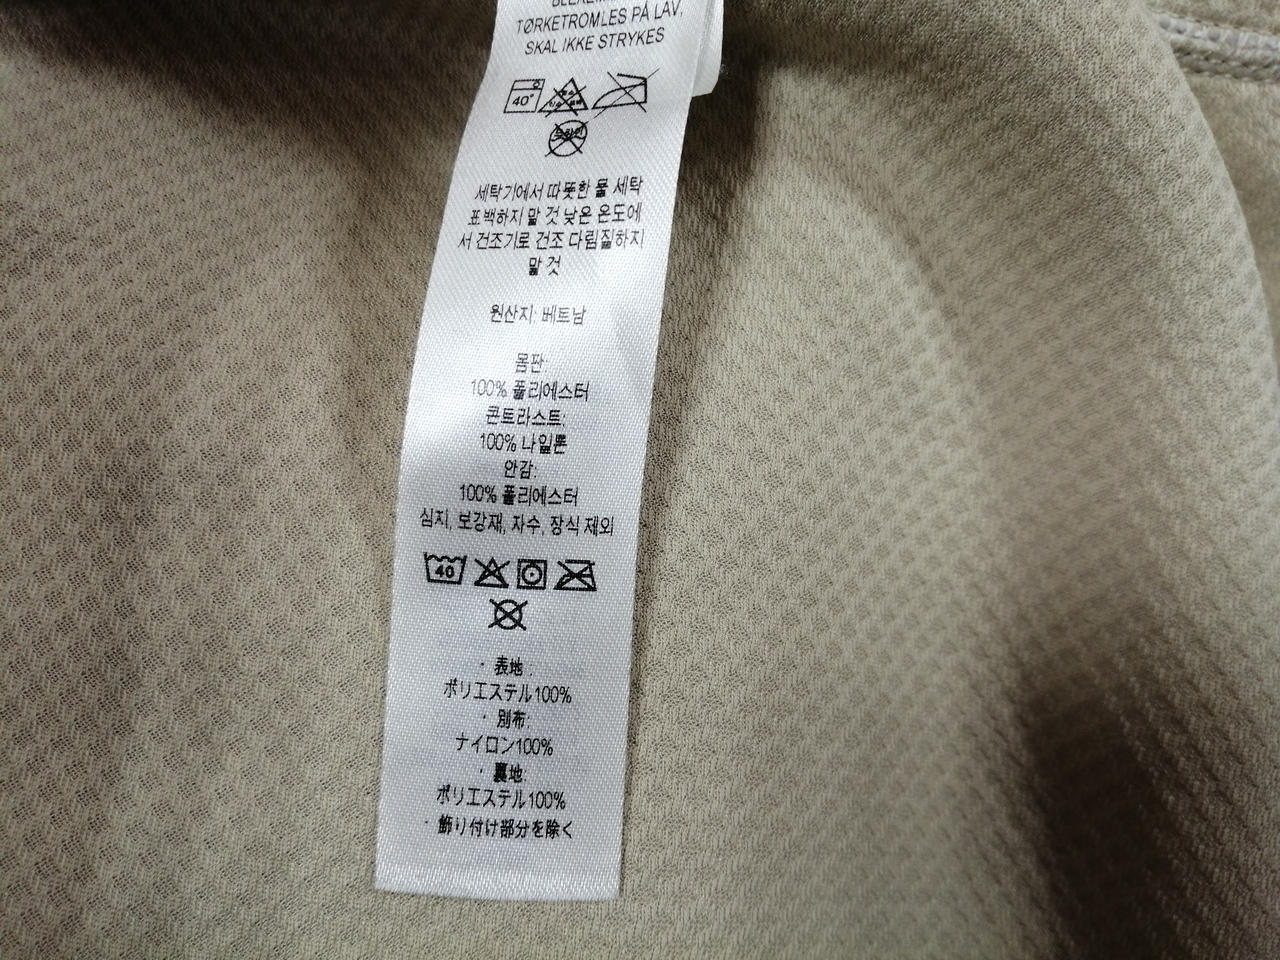 TØRKETROMLES PÅ LAV,
SKAL IKKE STRYKES
40°
드라이
세탁기에서 따뜻한 물 세탁
표백하지 말 것 낮은 온도에
서 건조기로 건조 다림질하지
말 것
원산지: 베트남
몸판:
100% 폴리에스터
콘트라스트:
100% 나일론
안감:
100% 폴리에스터
심지, 보강재, 자수, 장식 제외
40
・表地:
ポリエステル100%
・別布:
ナイロン100%
・裏地:
ポリエステル100%
・飾り付け部分を除く